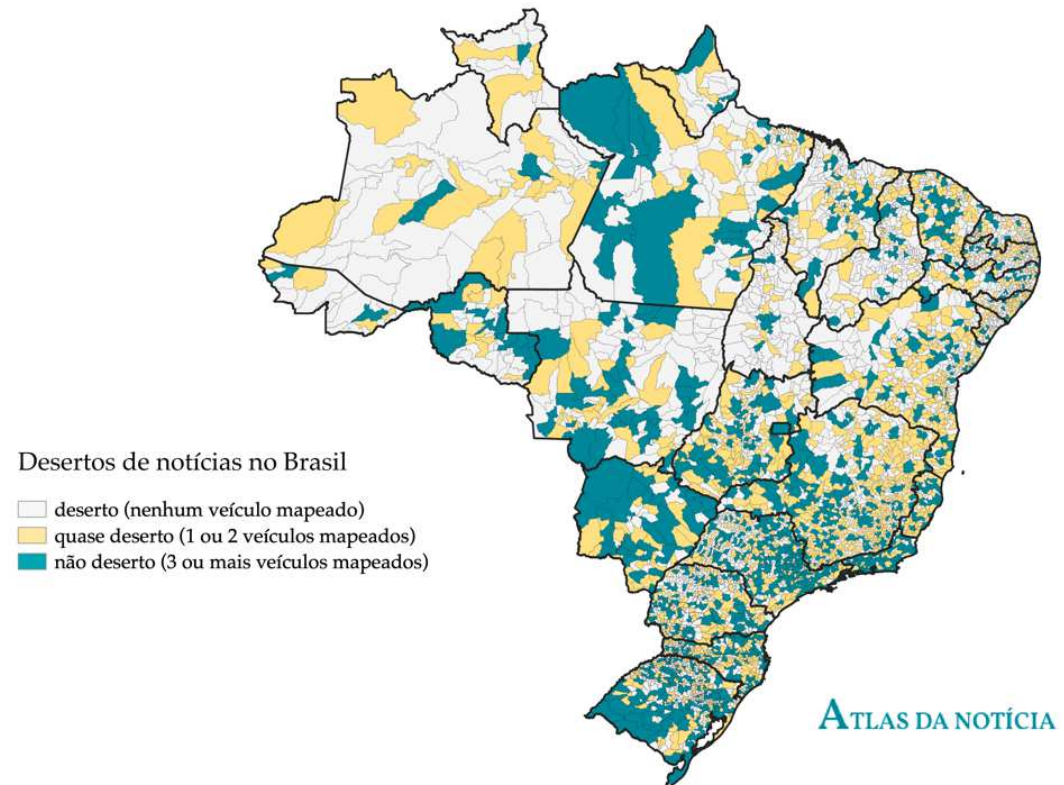 Desertos de notícias no Brasil
deserto (nenhum veículo mapeado)
quase deserto (1 ou 2 veículos mapeados)
não deserto (3 ou mais veículos mapeados)
ATLAS DA NOTÍCIA